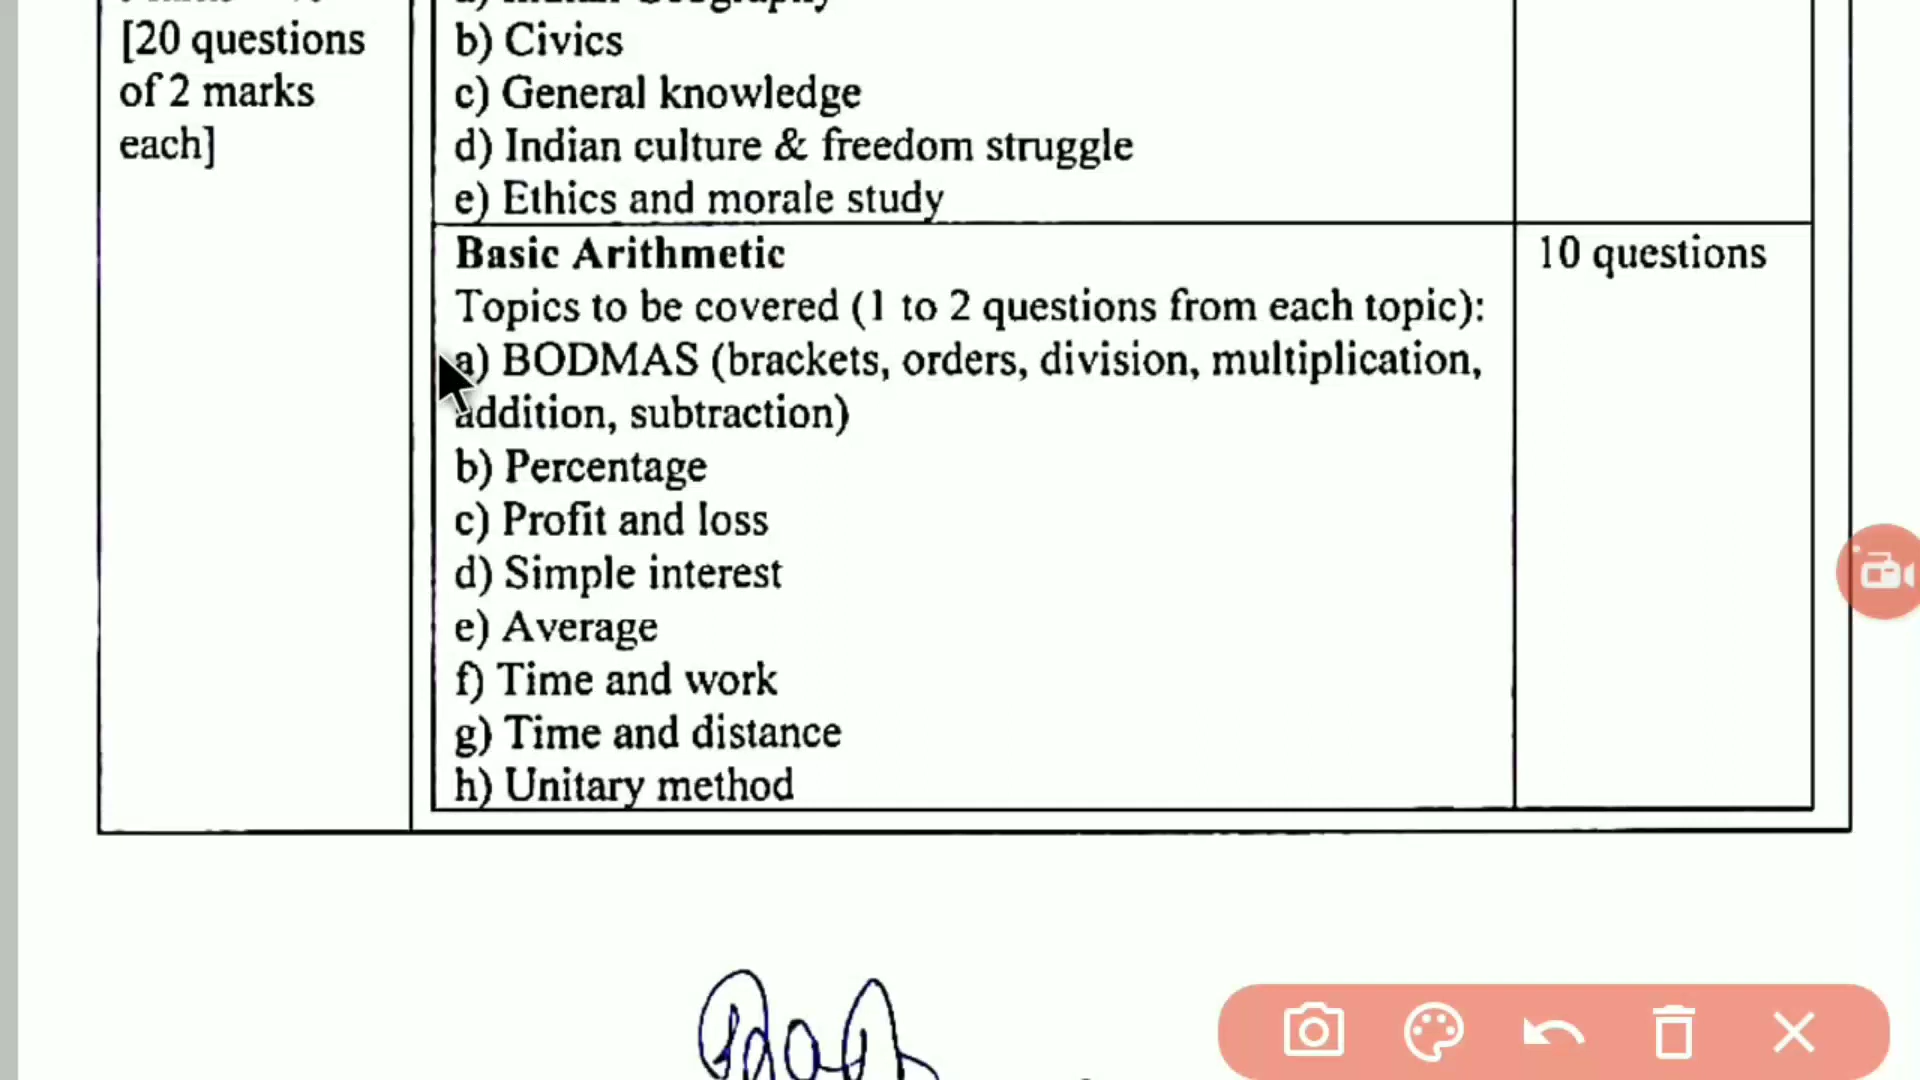 [20 questions
of 2 marks
each]
b) Civics
c) General knowledge
d) Indian culture & freedom struggle
e) Ethics and morale study
Basic Arithmetic
Topics to be covered (1 to 2 questions from each topic):
a) BODMAS (brackets, orders, division, multiplication,
addition, subtraction)
b) Percentage
c) Profit and loss
d) Simple interest
e) Average
f) Time and work
g) Time and distance
h) Unitary method
10 questions